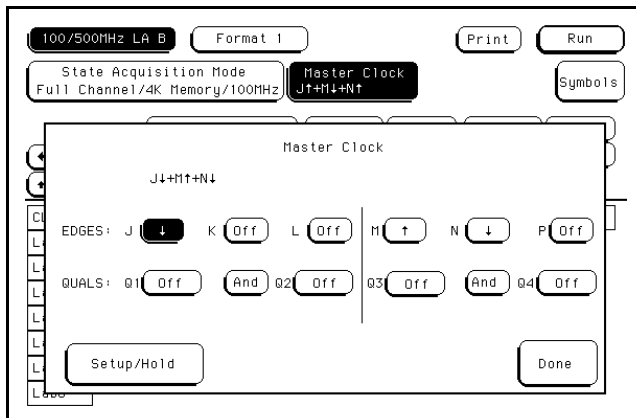 100/500MHz LA B Format 1 Print Run
State Acquisition Mode
Full Channel/4K Memory/100MHz
Master Clock
J↑+M↓+N↑
Symbols
Master Clock
J↓+M↑+N↓
EDGES: J ↓ K Off L Off M ↑ N ↓ P Off
QUALS: Q1 Off And Q2 Off Q3 Off And Q4 Off
Setup/Hold Done